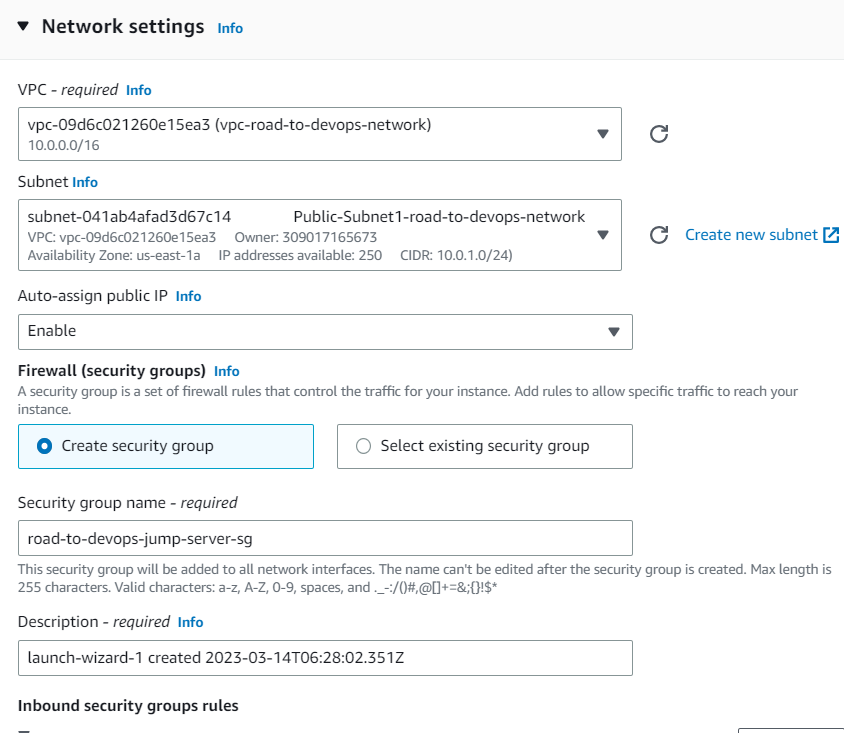 Network settings Info
VPC - required Info
vpc-09d6c021260e15ea3 (vpc-road-to-devops-network)
10.0.0.0/16
Subnet Info
subnet-041ab4afad3d67c14 Public-Subnet1-road-to-devops-network
VPC: vpc-09d6c021260e15ea3 Owner: 309017165673
Availability Zone: us-east-1a IP addresses available: 250 CIDR: 10.0.1.0/24)
Create new subnet
Auto-assign public IP Info
Enable
Firewall (security groups) Info
A security group is a set of firewall rules that control the traffic for your instance. Add rules to allow specific traffic to reach your
instance.
Create security group
Select existing security group
Security group name - required
road-to-devops-jump-server-sg
This security group will be added to all network interfaces. The name can't be edited after the security group is created. Max length is
255 characters. Valid characters: a-z, A-Z, 0-9, spaces, and ._-:/()#,@[]+=&;{}!$*
Description - required Info
launch-wizard-1 created 2023-03-14T06:28:02.351Z
Inbound security groups rules